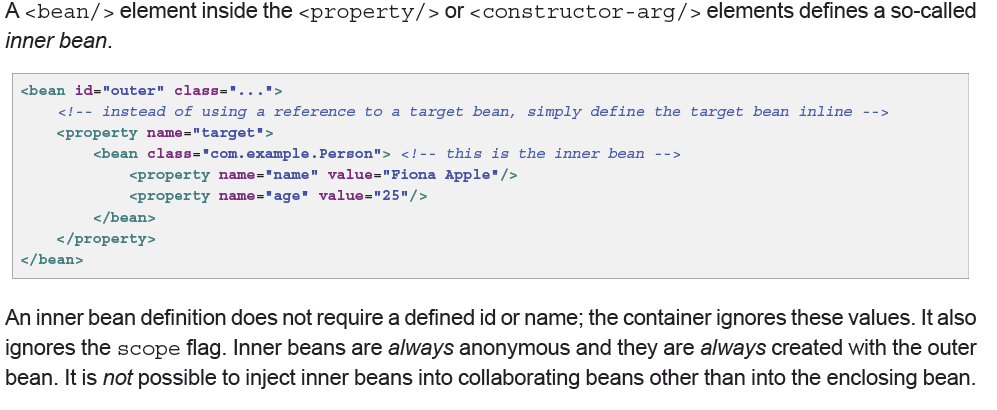 A <bean/> element inside the <property/> or <constructor-arg/> elements defines a so-called
inner bean.
<bean id="outer" class="...">
<!-- instead of using a reference to a target bean, simply define the target bean inline -->
<property name="target">
<bean class="com.example.Person"> <!-- this is the inner bean -->
<property name="name" value="Fiona Apple"/>
<property name="age" value="25"/>
</bean>
</property>
</bean>
An inner bean definition does not require a defined id or name; the container ignores these values. It also
ignores the scope flag. Inner beans are always anonymous and they are always created with the outer
bean. It is not possible to inject inner beans into collaborating beans other than into the enclosing bean.